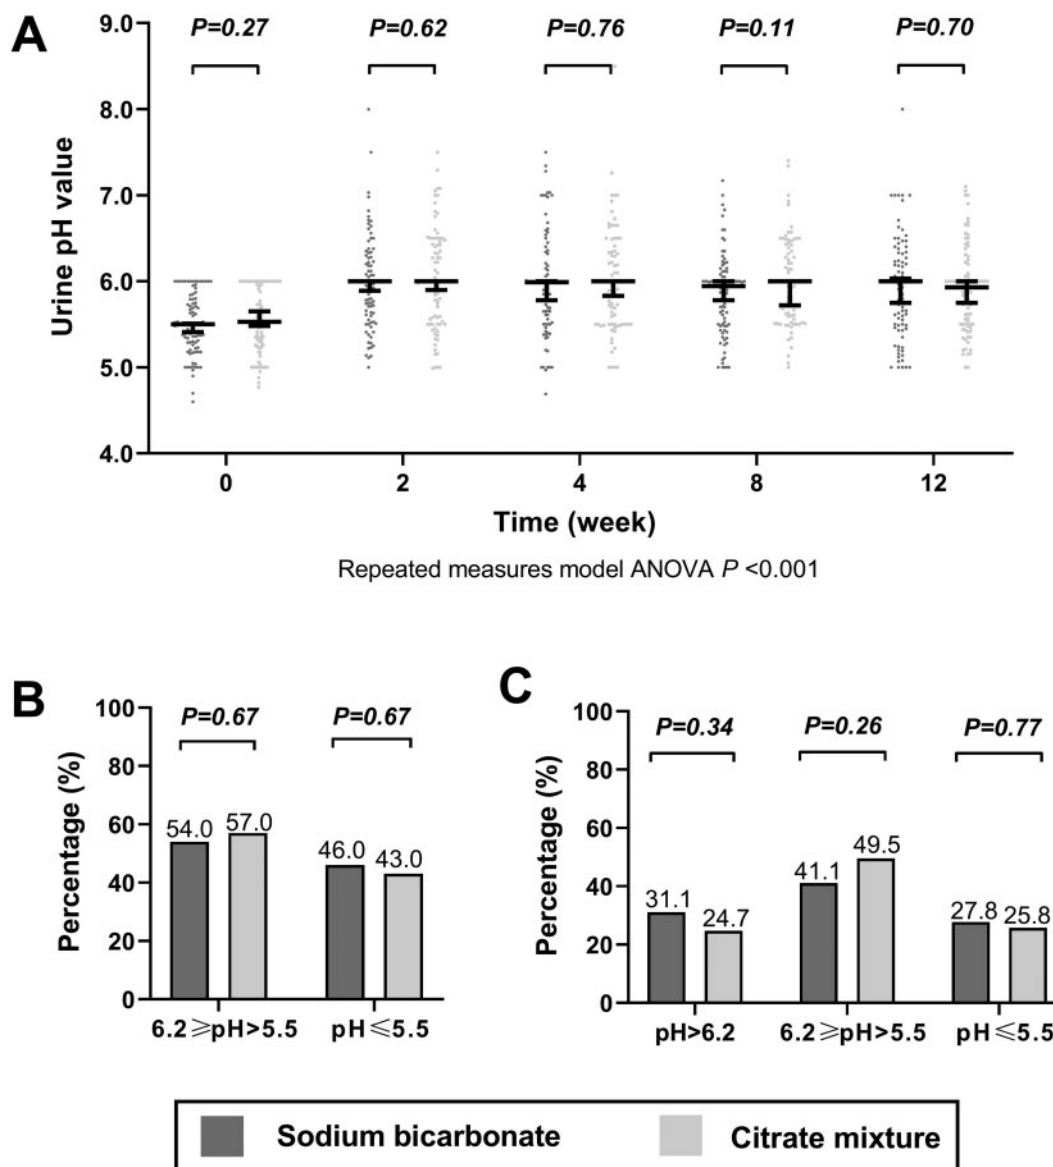 A
P=0.27 P=0.62 P=0.76 P=0.11 P=0.70
9.0
8.0
7.0
6.0
5.0
4.0
Urine pH value
0 2 4 8 12
Time (week)
Repeated measures model ANOVA P <0.001
B
P=0.67 P=0.67
100
80
60
40
20
0
Percentage (%)
54.0 57.0 46.0 43.0
6.2⩾pH>5.5 pH⩽5.5
C
P=0.34 P=0.26 P=0.77
100
80
60
40
20
0
Percentage (%)
31.1 24.7 41.1 49.5 27.8 25.8
pH>6.2 6.2⩾pH>5.5 pH⩽5.5
Sodium bicarbonate Citrate mixture